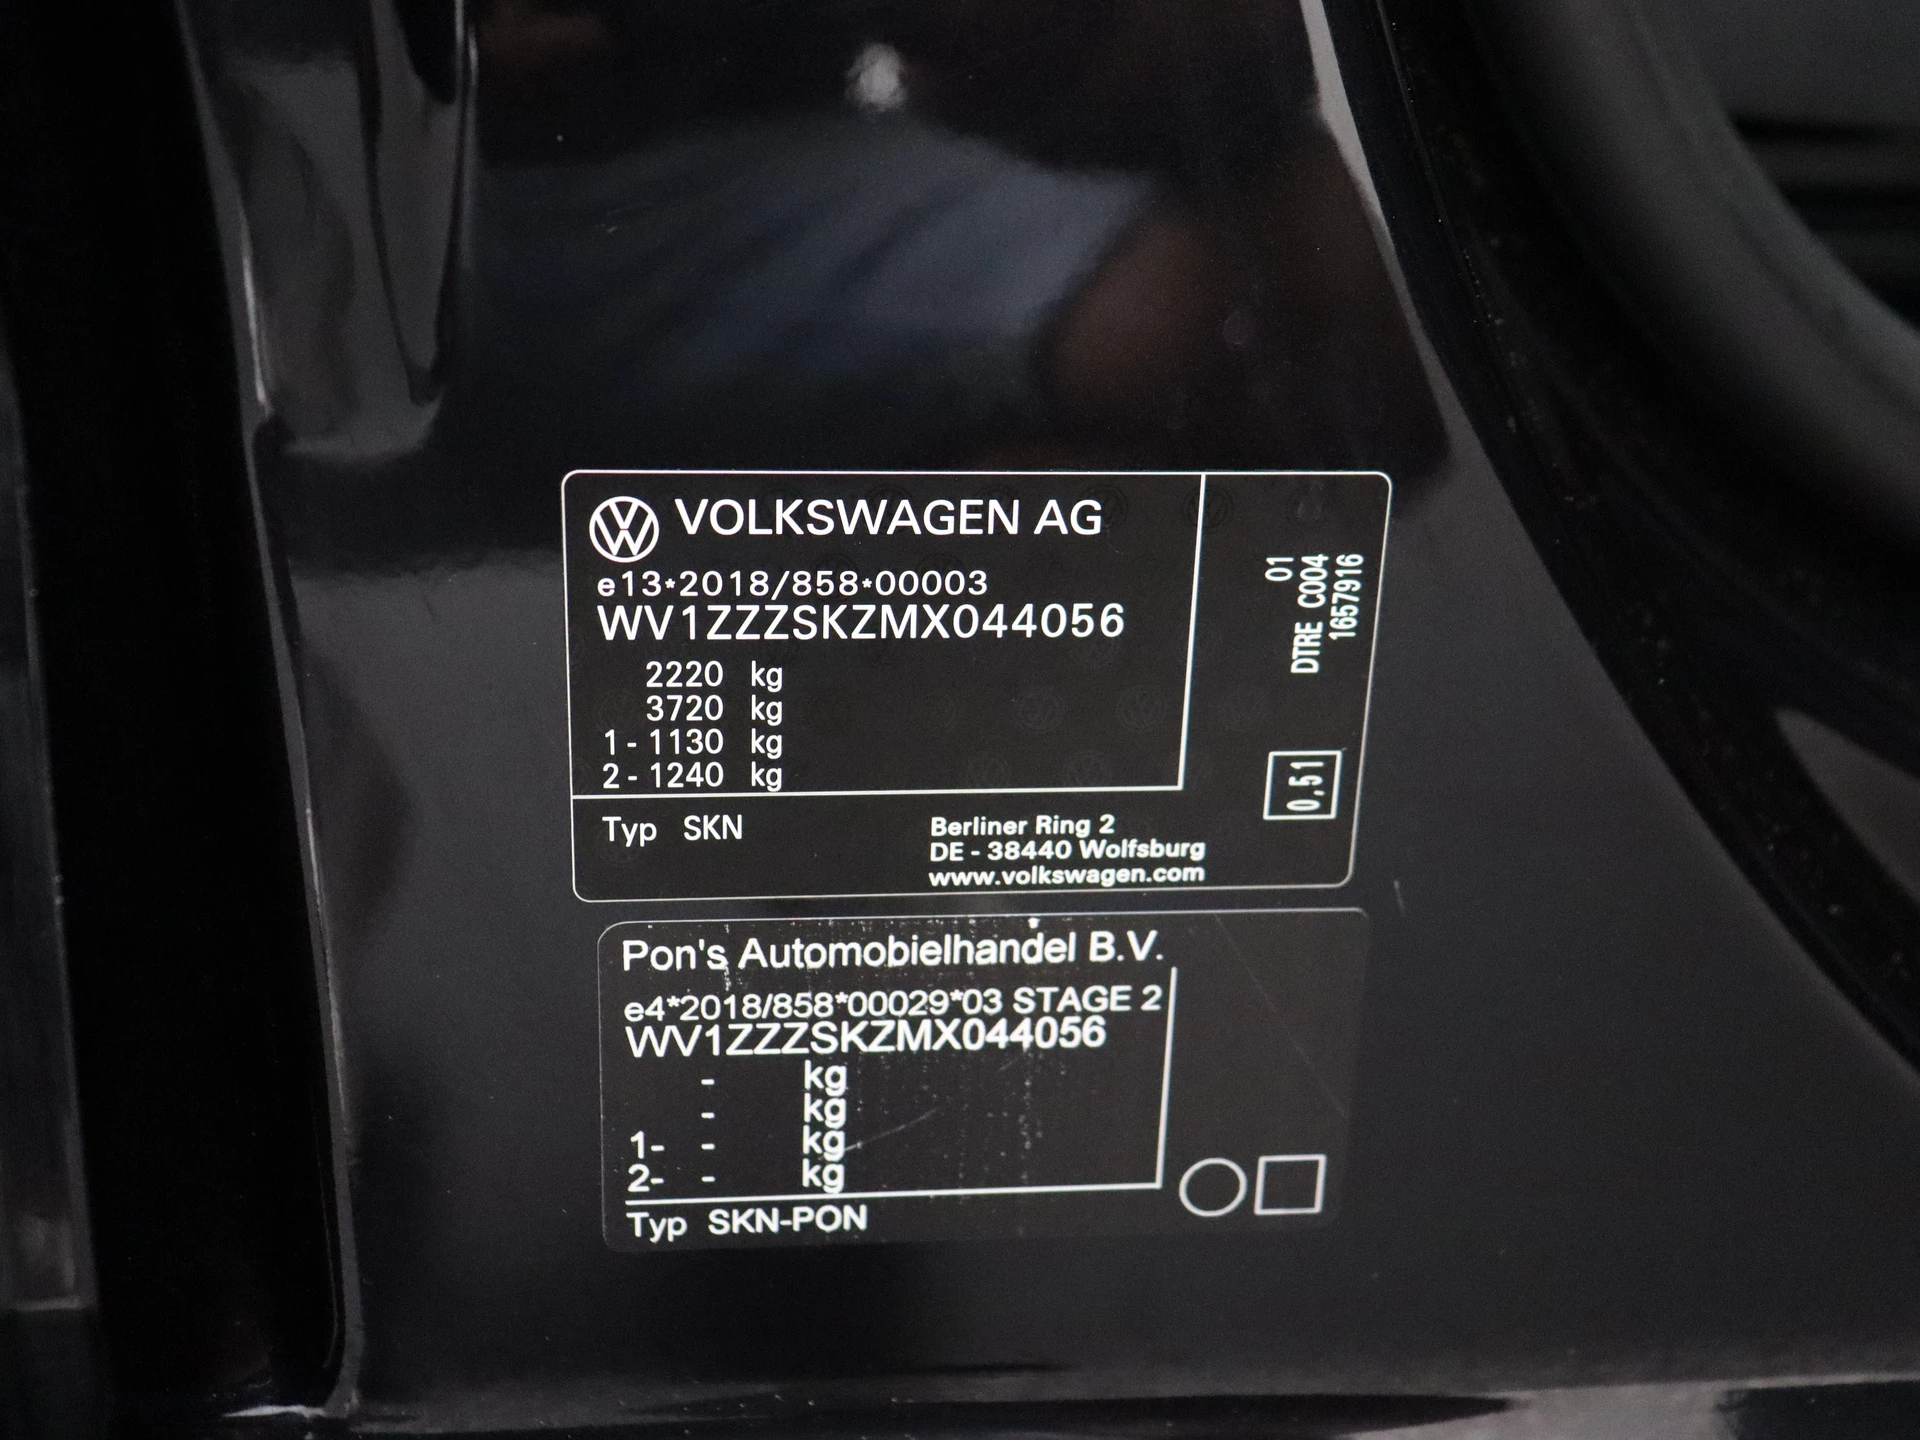 VOLKSWAGEN AG
e13*2018/858*00003
WV1ZZZSKZMX044056
2220 kg
3720 kg
1 - 1130 kg
2 - 1240 kg
Typ SKN
Berliner Ring 2
DE - 38440 Wolfsburg
www.volkswagen.com
01
DTRE C004
1657916
0,51
Pon's Automobielhandel B.V.
e4*2018/858*00029*03 STAGE 2
WV1ZZZSKZMX044056
- kg
- kg
1- - kg
2- - kg
Typ SKN-PON